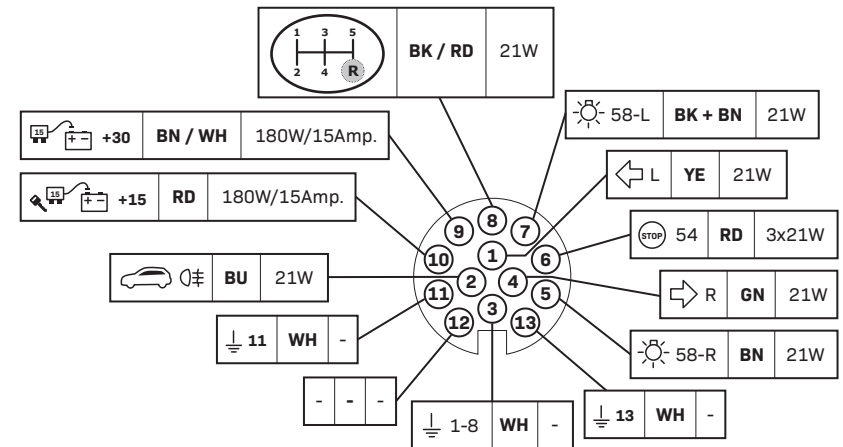 1 3 5
2 4 R
BK / RD 21W
15 + − +30 BN / WH 180W/15Amp.
58-L BK + BN 21W
L YE 21W
15 + − +15 RD 180W/15Amp.
STOP 54 RD 3x21W
BU 21W
R GN 21W
11 WH -
58-R BN 21W
- - -
1-8 WH -
13 WH -
8
9 7
1
10 6
2 4
11 5
3
12 13